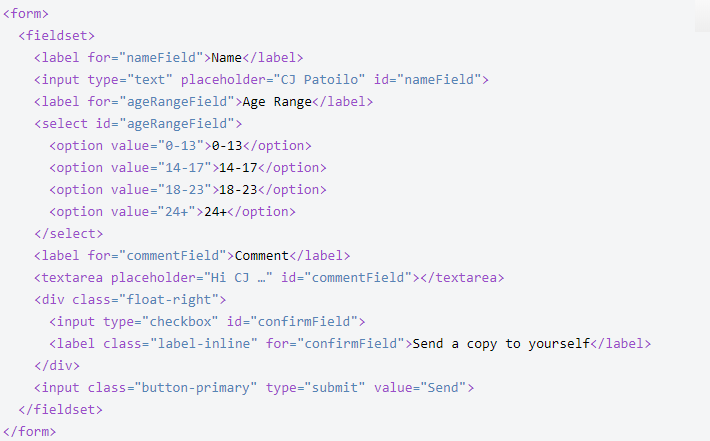 <form>
  <fieldset>
    <label for="nameField">Name</label>
    <input type="text" placeholder="CJ Patoilo" id="nameField">
    <label for="ageRangeField">Age Range</label>
    <select id="ageRangeField">
      <option value="0-13">0-13</option>
      <option value="14-17">14-17</option>
      <option value="18-23">18-23</option>
      <option value="24+">24+</option>
    </select>
    <label for="commentField">Comment</label>
    <textarea placeholder="Hi CJ …" id="commentField"></textarea>
    <div class="float-right">
      <input type="checkbox" id="confirmField">
      <label class="label-inline" for="confirmField">Send a copy to yourself</label>
    </div>
    <input class="button-primary" type="submit" value="Send">
  </fieldset>
</form>